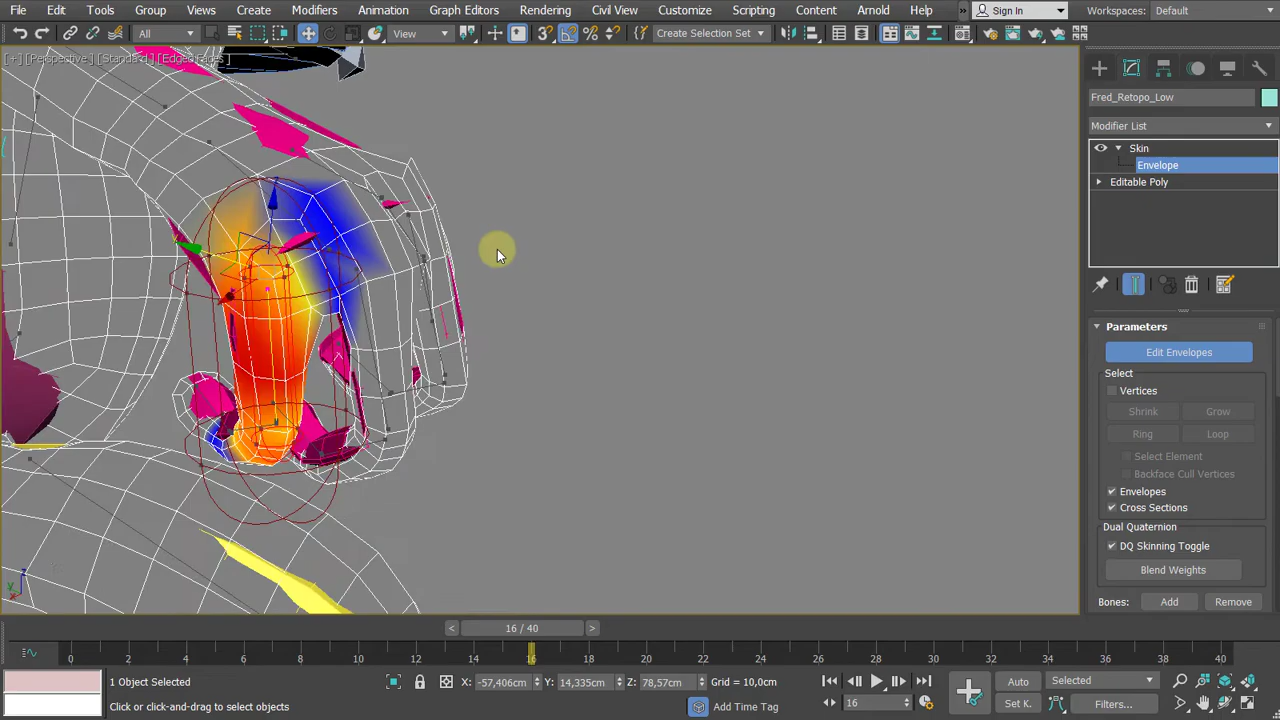 File Edit Tools Group Views Create Modifiers Animation Graph Editors Rendering Civil View Customize Scripting Content Arnold Help » Sign In Workspaces: Default
All View Create Selection Set
[+] [Perspective] [Standard] [Edged Faces]
Fred_Retopo_Low
Modifier List
Skin
Envelope
Editable Poly
Parameters
Edit Envelopes
Select
Vertices
Shrink Grow
Ring Loop
Select Element
Backface Cull Vertices
Envelopes
Cross Sections
Dual Quaternion
DQ Skinning Toggle
Blend Weights
Bones: Add Remove
z
y
x
< 16 / 40 >
0 2 4 6 8 10 12 14 16 18 20 22 24 26 28 30 32 34 36 38 40
1 Object Selected X: -57,406cm Y: 14,335cm Z: 78,57cm Grid = 10,0cm Auto Selected
Click or click-and-drag to select objects Add Time Tag 16 Set K. Filters...